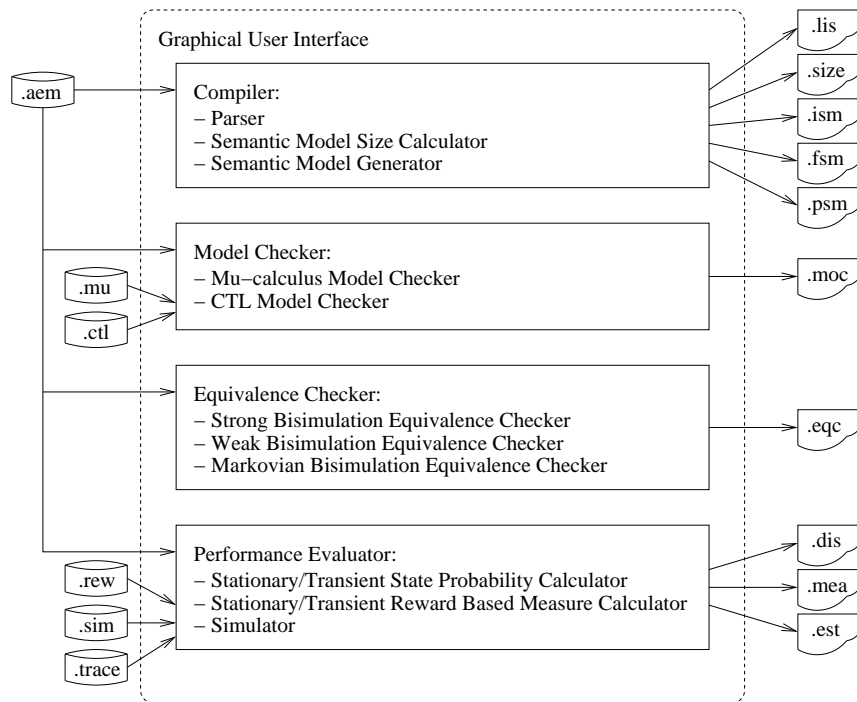 Graphical User Interface
.aem
Compiler:
– Parser
– Semantic Model Size Calculator
– Semantic Model Generator
.lis
.size
.ism
.fsm
.psm
Model Checker:
– Mu–calculus Model Checker
– CTL Model Checker
.mu
.ctl
.moc
Equivalence Checker:
– Strong Bisimulation Equivalence Checker
– Weak Bisimulation Equivalence Checker
– Markovian Bisimulation Equivalence Checker
.eqc
Performance Evaluator:
– Stationary/Transient State Probability Calculator
– Stationary/Transient Reward Based Measure Calculator
– Simulator
.rew
.sim
.trace
.dis
.mea
.est